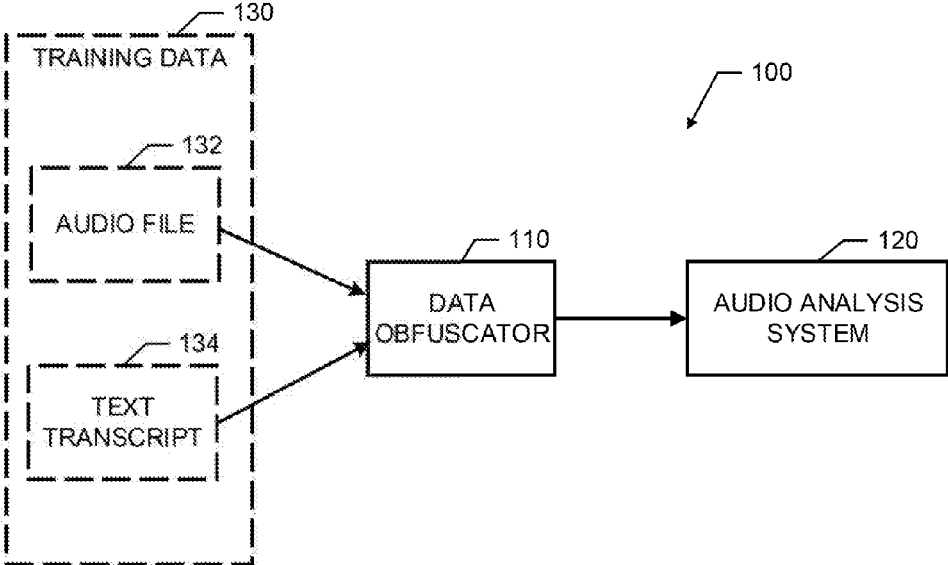 130
TRAINING DATA
100
132
AUDIO FILE
110
DATA
OBFUSCATOR
120
AUDIO ANALYSIS
SYSTEM
134
TEXT
TRANSCRIPT